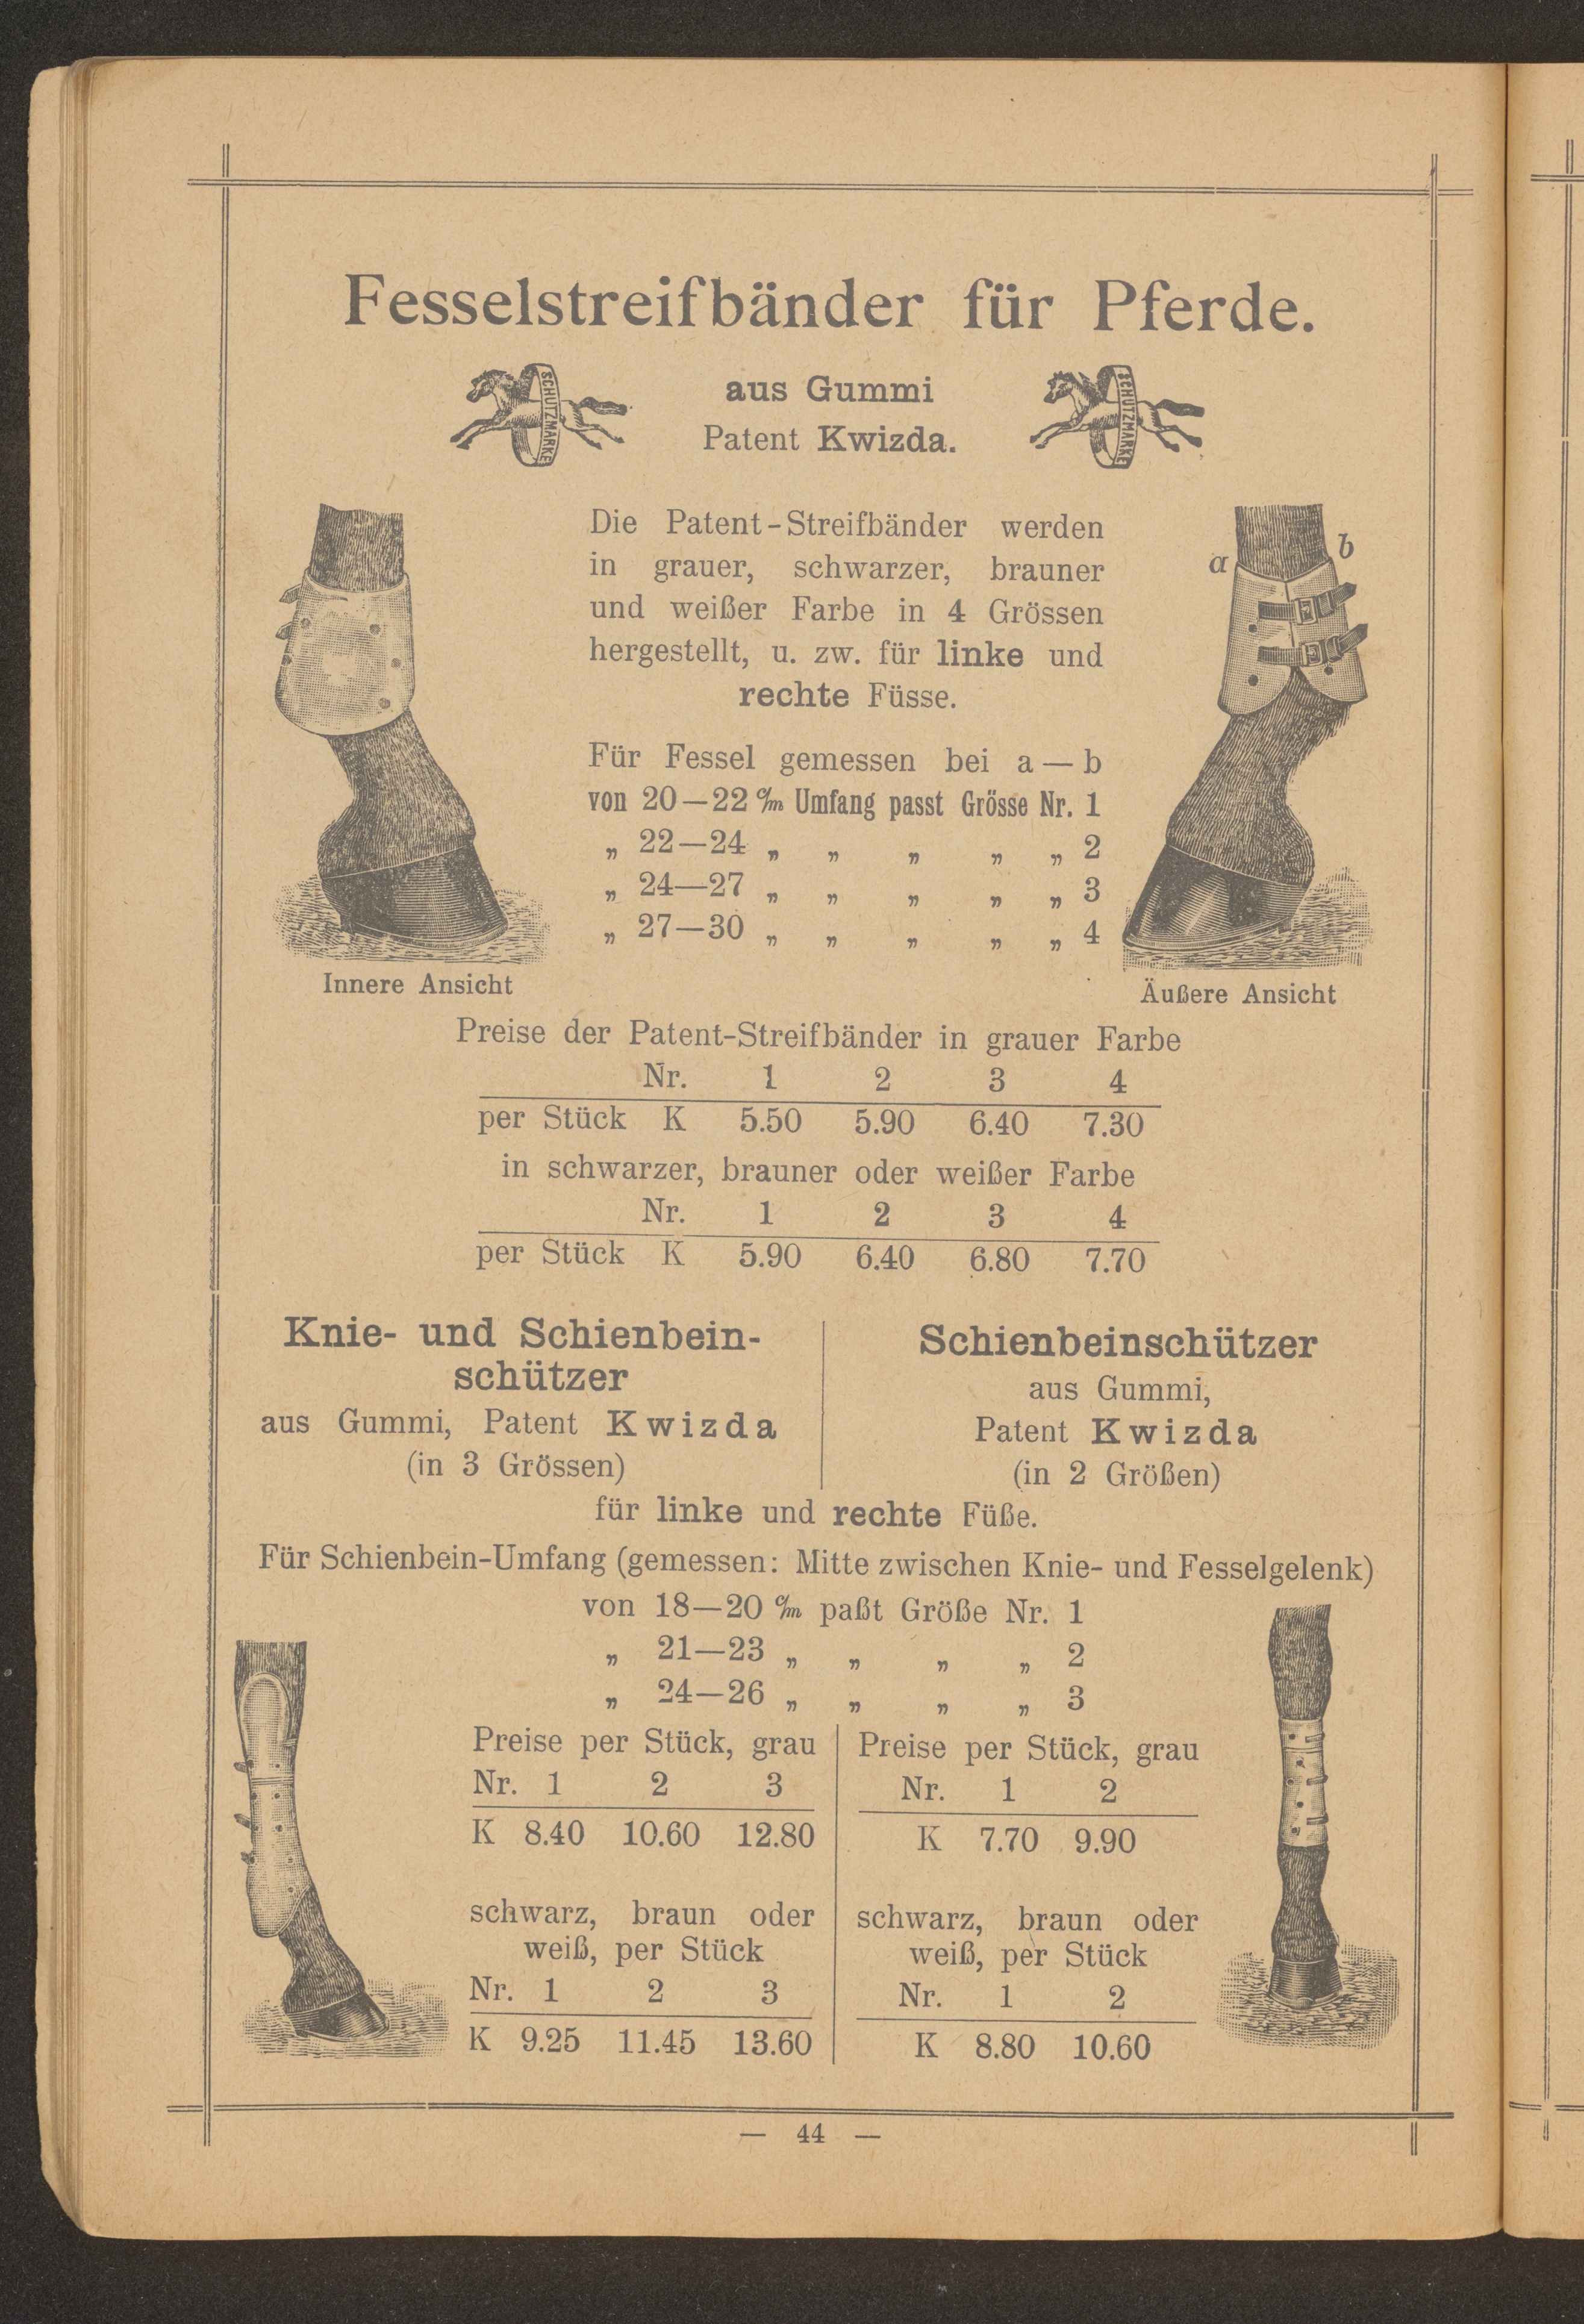 Fesselstreifbänder für Pferde.
SCHUTZMARKE
aus Gummi
SCHUTZMARKE
Patent Kwizda.
Die Patent-Streifbänder werden
in grauer, schwarzer, brauner
und weißer Farbe in 4 Grössen
hergestellt, u. zw. für linke und
rechte Füsse.
a
b
Für Fessel gemessen bei a — b
von 20—22 c/m Umfang passt Grösse Nr. 1
„ 22—24 „ „ „ „ „ 2
„ 24—27 „ „ „ „ „ 3
„ 27—30 „ „ „ „ „ 4
Innere Ansicht
Äußere Ansicht
Preise der Patent-Streifbänder in grauer Farbe
Nr. 1 2 3 4
per Stück K 5.50 5.90 6.40 7.30
in schwarzer, brauner oder weißer Farbe
Nr. 1 2 3 4
per Stück K 5.90 6.40 6.80 7.70
Knie- und Schienbein-
schützer
aus Gummi, Patent Kwizda
(in 3 Grössen)
Schienbeinschützer
aus Gummi,
Patent Kwizda
(in 2 Größen)
für linke und rechte Füße.
Für Schienbein-Umfang (gemessen: Mitte zwischen Knie- und Fesselgelenk)
von 18—20 c/m paßt Größe Nr. 1
„ 21—23 „ „ „ „ 2
„ 24—26 „ „ „ „ 3
Preise per Stück, grau
Nr. 1 2 3
K 8.40 10.60 12.80
schwarz, braun oder
weiß, per Stück
Nr. 1 2 3
K 9.25 11.45 13.60
Preise per Stück, grau
Nr. 1 2
K 7.70 9.90
schwarz, braun oder
weiß, per Stück
Nr. 1 2
K 8.80 10.60
— 44 —